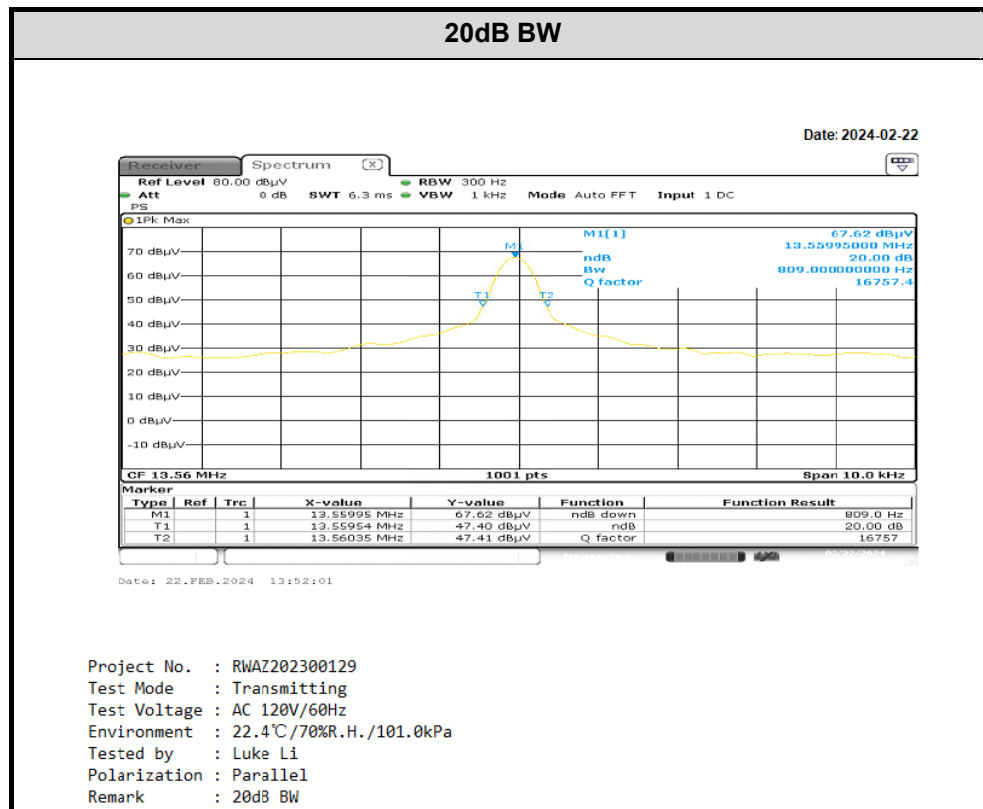 20dB BW
Date: 2024-02-22
Receiver Spectrum X
Ref Level 80.00 dBµV RBW 300 Hz
Att 0 dB SWT 6.3 ms VBW 1 kHz Mode Auto FFT Input 1 DC
PS
1Pk Max
M1[1] 67.62 dBµV
13.55995000 MHz
ndB 20.00 dB
Bw 809.000000000 Hz
Q factor 16757.4
M1
T1 T2
70 dBµV
60 dBµV
50 dBµV
40 dBµV
30 dBµV
20 dBµV
10 dBµV
0 dBµV
-10 dBµV
CF 13.56 MHz 1001 pts Span 10.0 kHz
Marker
Type Ref Trc X-value Y-value Function Function Result
M1 1 13.55995 MHz 67.62 dBµV ndB down 809.0 Hz
T1 1 13.55954 MHz 47.40 dBµV ndB 20.00 dB
T2 1 13.56035 MHz 47.41 dBµV Q factor 16757
Date: 22.FEB.2024 13:52:01
Project No. : RWAZ202300129
Test Mode : Transmitting
Test Voltage : AC 120V/60Hz
Environment : 22.4℃/70%R.H./101.0kPa
Tested by : Luke Li
Polarization : Parallel
Remark : 20dB BW